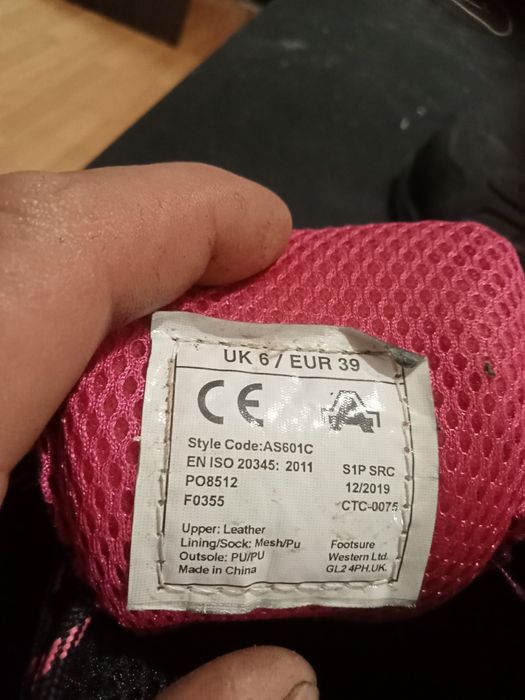 UK 6 / EUR 39
CE
A
Style Code:AS601C
EN ISO 20345: 2011 S1P SRC
PO8512 12/2019
F0355 CTC-0075
Upper: Leather
Lining/Sock: Mesh/Pu Footsure
Outsole: PU/PU Western Ltd.
Made in China GL2 4PH.UK.